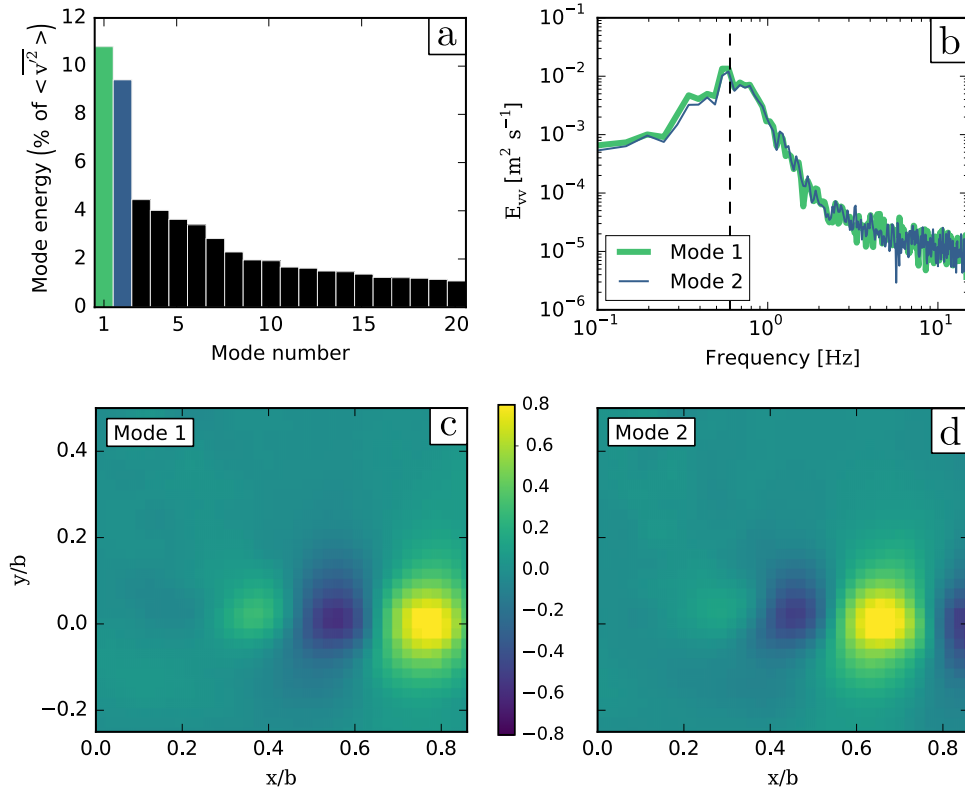 a
12
10
8
6
4
2
0
Mode energy (% of < v′² >)
1 5 10 15 20
Mode number
b
10⁻¹
10⁻²
10⁻³
10⁻⁴
10⁻⁵
10⁻⁶
E_vv [m² s⁻¹]
Mode 1
Mode 2
10⁻¹ 10⁰ 10¹
Frequency [Hz]
Mode 1
c
0.4
0.2
0.0
−0.2
y/b
0.0 0.2 0.4 0.6 0.8
x/b
0.8
0.6
0.4
0.2
0.0
−0.2
−0.4
−0.6
−0.8
Mode 2
d
0.0 0.2 0.4 0.6 0.8
x/b